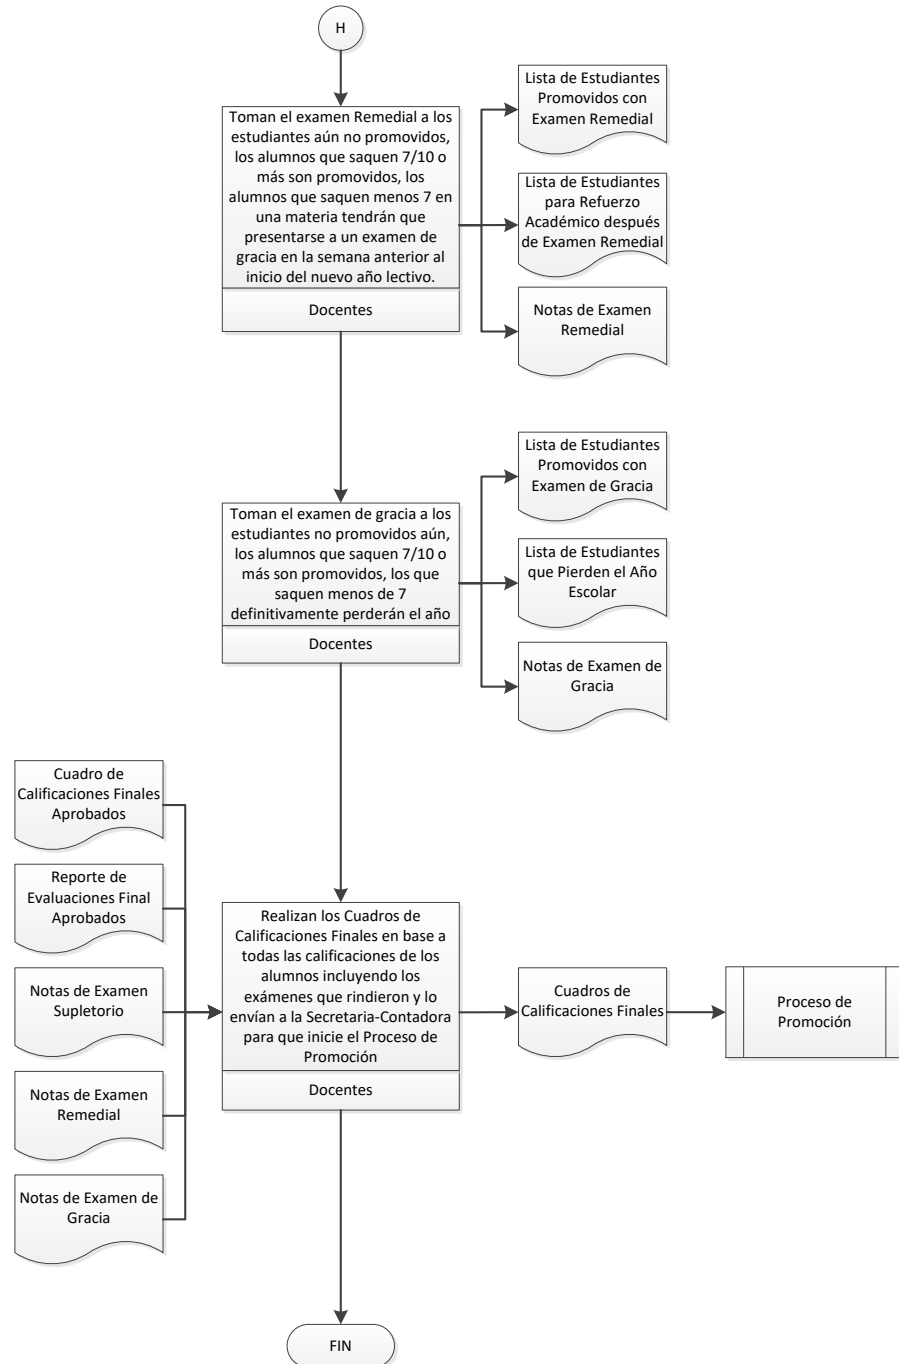 H
Toman el examen Remedial a los
estudiantes aún no promovidos,
los alumnos que saquen 7/10 o
más son promovidos, los
alumnos que saquen menos 7 en
una materia tendrán que
presentarse a un examen de
gracia en la semana anterior al
inicio del nuevo año lectivo.
Docentes
Lista de Estudiantes
Promovidos con
Examen Remedial
Lista de Estudiantes
para Refuerzo
Académico después
de Examen Remedial
Notas de Examen
Remedial
Toman el examen de gracia a los
estudiantes no promovidos aún,
los alumnos que saquen 7/10 o
más son promovidos, los que
saquen menos de 7
definitivamente perderán el año
Docentes
Lista de Estudiantes
Promovidos con
Examen de Gracia
Lista de Estudiantes
que Pierden el Año
Escolar
Notas de Examen de
Gracia
Cuadro de
Calificaciones Finales
Aprobados
Reporte de
Evaluaciones Final
Aprobados
Notas de Examen
Supletorio
Notas de Examen
Remedial
Notas de Examen de
Gracia
Realizan los Cuadros de
Calificaciones Finales en base a
todas las calificaciones de los
alumnos incluyendo los
exámenes que rindieron y lo
envían a la Secretaria-Contadora
para que inicie el Proceso de
Promoción
Docentes
Cuadros de
Calificaciones Finales
Proceso de
Promoción
FIN